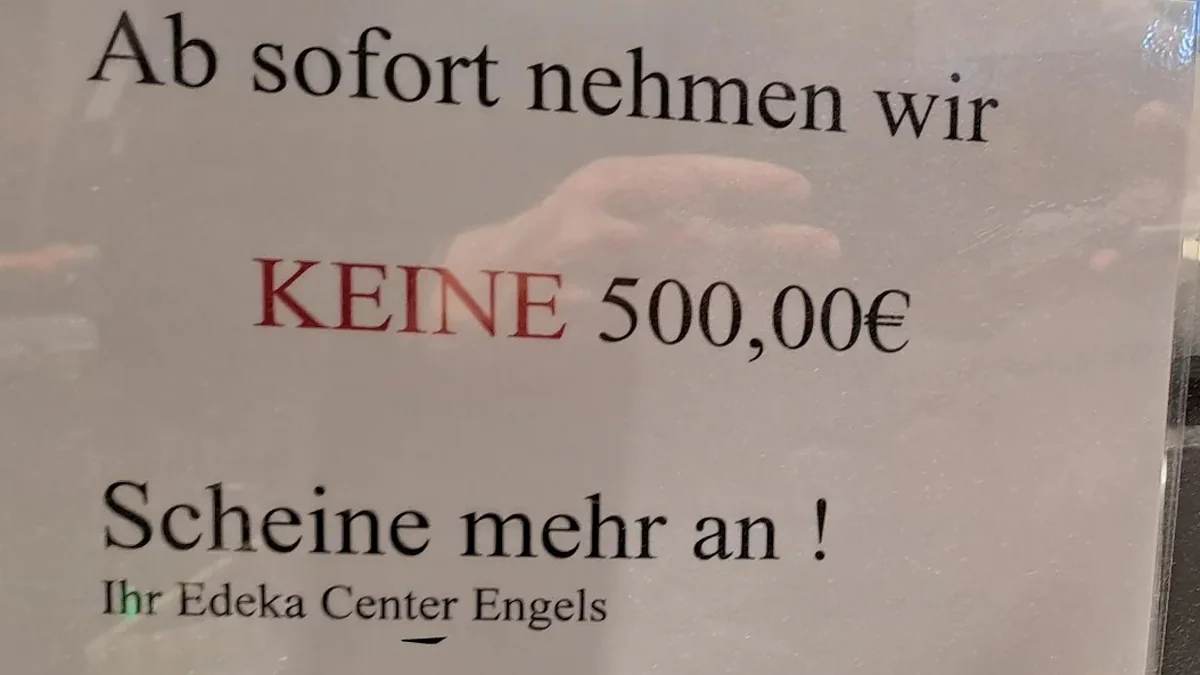 Ab sofort nehmen wir
KEINE 500,00€
Scheine mehr an !
Ihr Edeka Center Engels